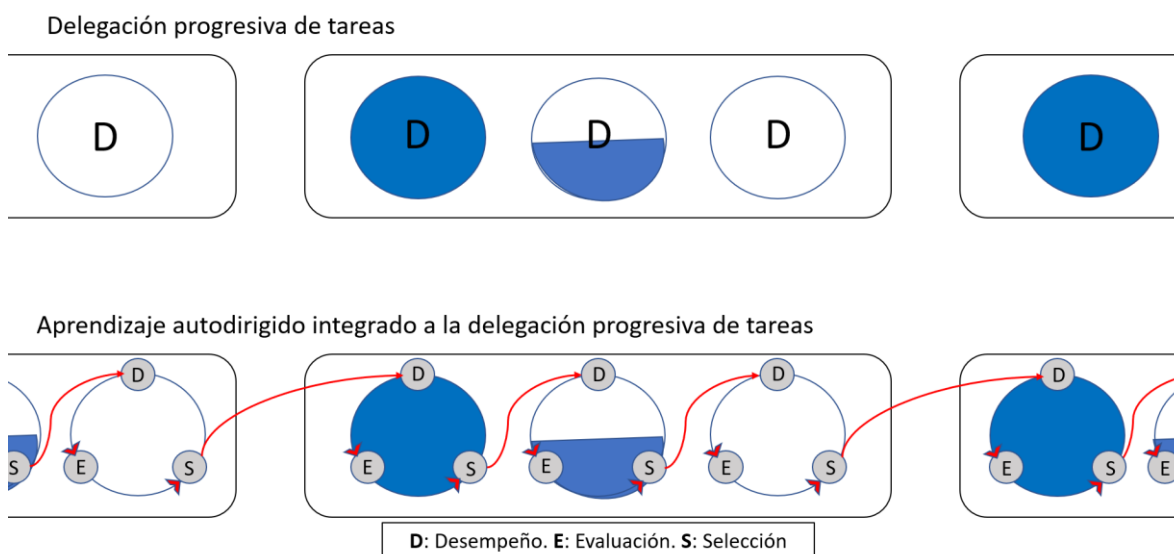 Delegación progresiva de tareas
D D D D D
Aprendizaje autodirigido integrado a la delegación progresiva de tareas
D D D D D
S E S E S E S E S E S E
D: Desempeño. E: Evaluación. S: Selección